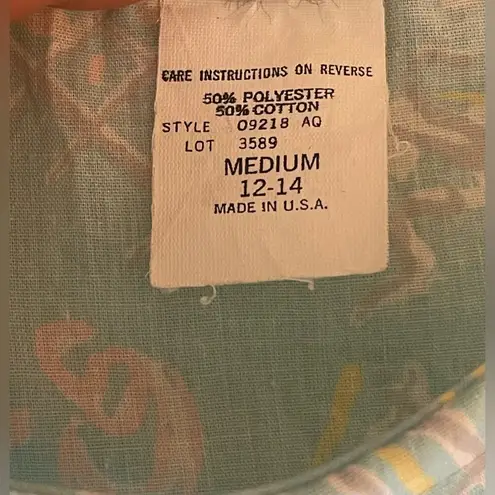 CARE INSTRUCTIONS ON REVERSE
50% POLYESTER
50% COTTON
STYLE 09218 AQ
LOT 3589
MEDIUM
12-14
MADE IN U.S.A.